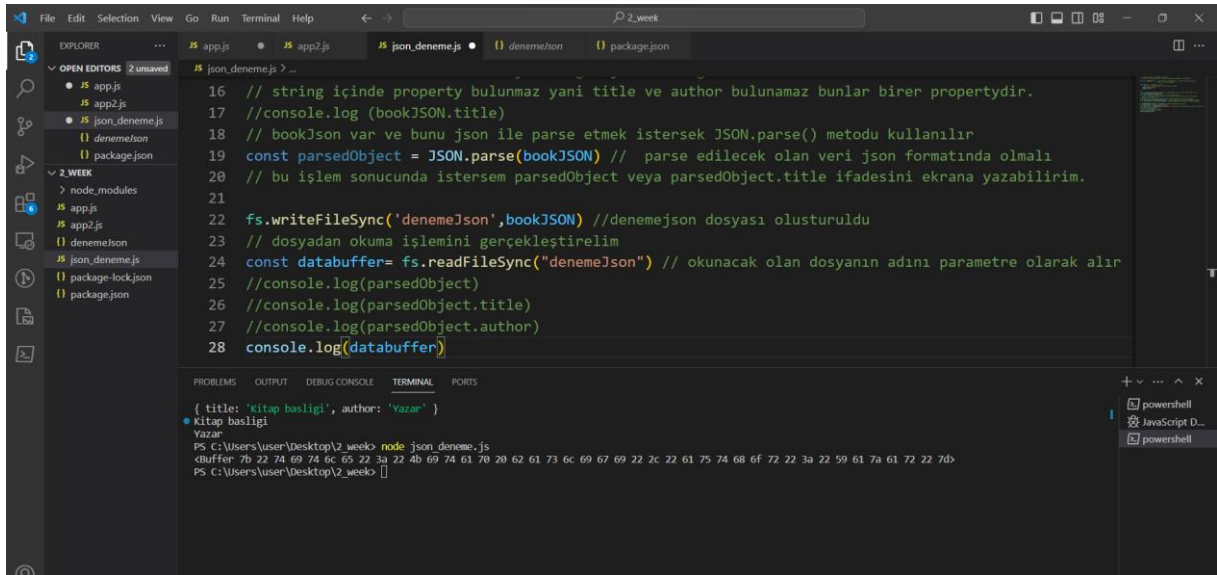 File Edit Selection View Go Run Terminal Help
2_week
EXPLORER
JS app.js
JS app2.js
JS json_deneme.js
{} denemeJson
{} package.json
OPEN EDITORS 2 unsaved
JS app.js
JS app2.js
JS json_deneme.js
{} denemeJson
{} package.json
2_WEEK
node_modules
JS app.js
JS app2.js
{} denemeJson
JS json_deneme.js
{} package-lock.json
{} package.json
JS json_deneme.js > ...
16 // string içinde property bulunmaz yani title ve author bulunamaz bunlar birer propertydir.
17 //console.log (bookJSON.title)
18 // bookJson var ve bunu json ile parse etmek istersek JSON.parse() metodu kullanılır
19 const parsedObject = JSON.parse(bookJSON) // parse edilecek olan veri json formatında olmalı
20 // bu işlem sonucunda istersem parsedObject veya parsedObject.title ifadesini ekrana yazabilirim.
21
22 fs.writeFileSync('denemeJson',bookJSON) //denemejson dosyası olusturuldu
23 // dosyadan okuma işlemini gerçekleştirelim
24 const databuffer= fs.readFileSync("denemeJson") // okunacak olan dosyanın adını parametre olarak alır
25 //console.log(parsedObject)
26 //console.log(parsedObject.title)
27 //console.log(parsedObject.author)
28 console.log(databuffer)
PROBLEMS OUTPUT DEBUG CONSOLE TERMINAL PORTS
{ title: 'Kitap basligi', author: 'Yazar' }
Kitap basligi
Yazar
PS C:\Users\user\Desktop\2_week> node json_deneme.js
<Buffer 7b 22 74 69 74 6c 65 22 3a 22 4b 69 74 61 70 20 62 61 73 6c 69 67 69 22 2c 22 61 75 74 68 6f 72 22 3a 22 59 61 7a 61 72 22 7d>
PS C:\Users\user\Desktop\2_week>
powershell
JavaScript D...
powershell